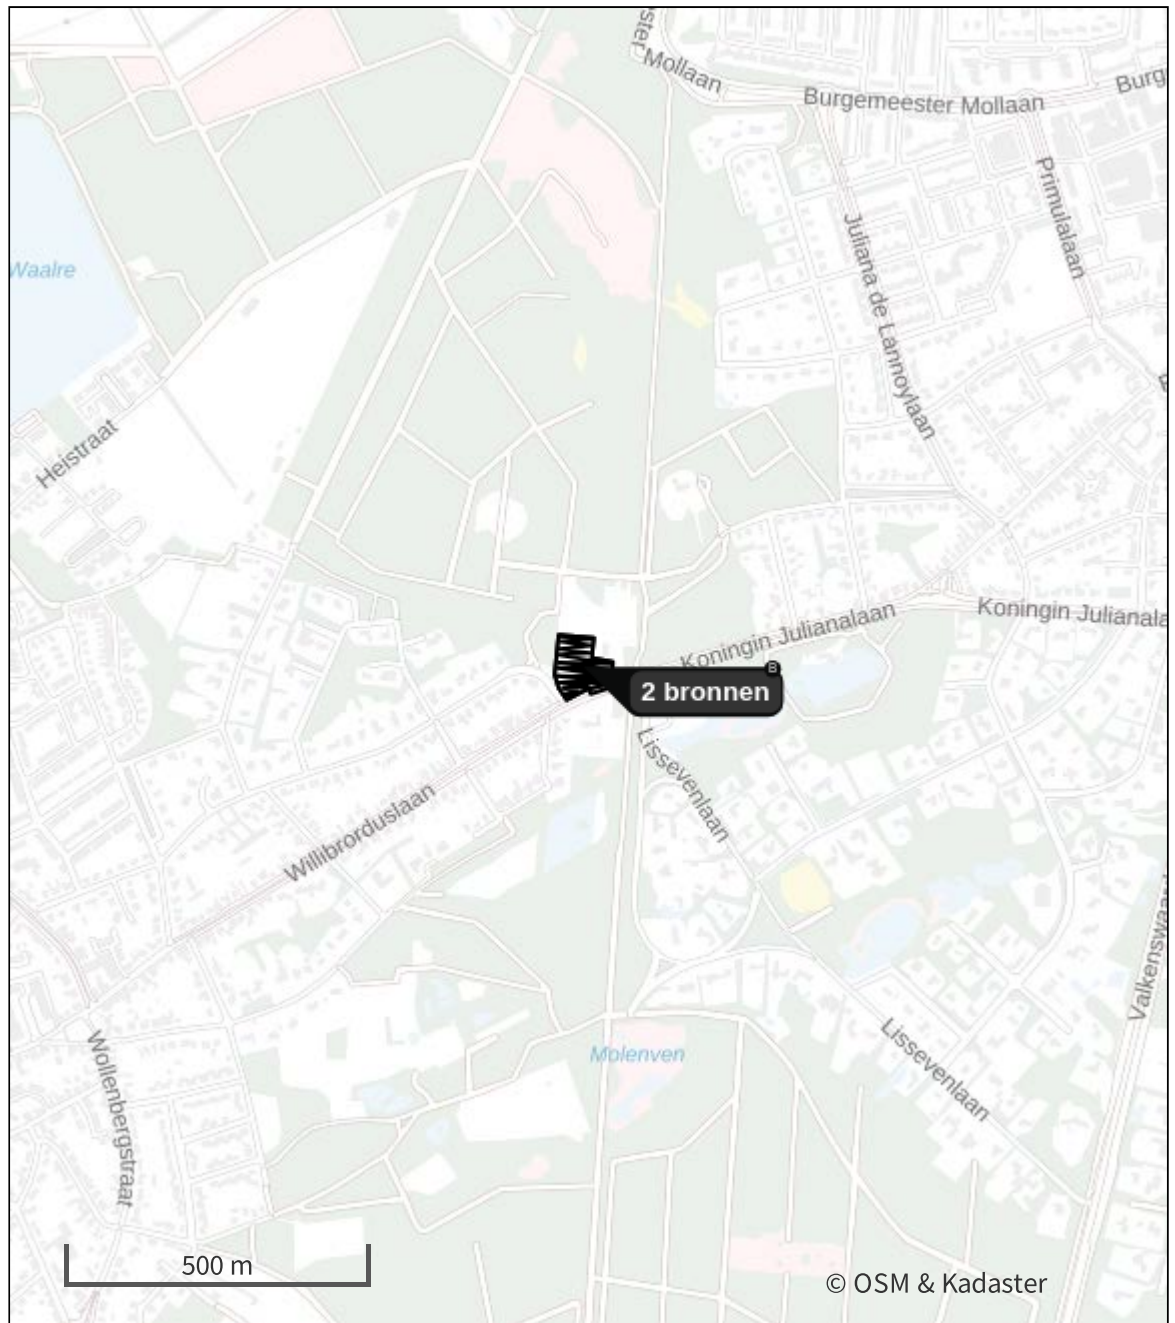 ster
Mollaan
Burgemeester Mollaan
Burg
Primulalaan
Juliana de Lannoylaan
Waalre
Heistraat
Koningin Julianalaan
Koningin Julianala
B
2 bronnen
Lissevenlaan
Willibrorduslaan
Valkenswaa
Molenven
Lissevenlaan
Wollenbergstraat
500 m
© OSM & Kadaster